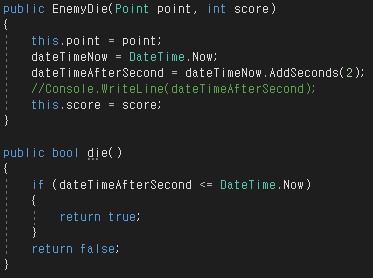 public EnemyDie(Point point, int score)
{
this.point = point;
dateTimeNow = DateTime.Now;
dateTimeAfterSecond = dateTimeNow.AddSeconds(2);
//Console.WriteLine(dateTimeAfterSecond);
this.score = score;
}
public bool die()
{
if (dateTimeAfterSecond <= DateTime.Now)
{
return true;
}
return false;
}